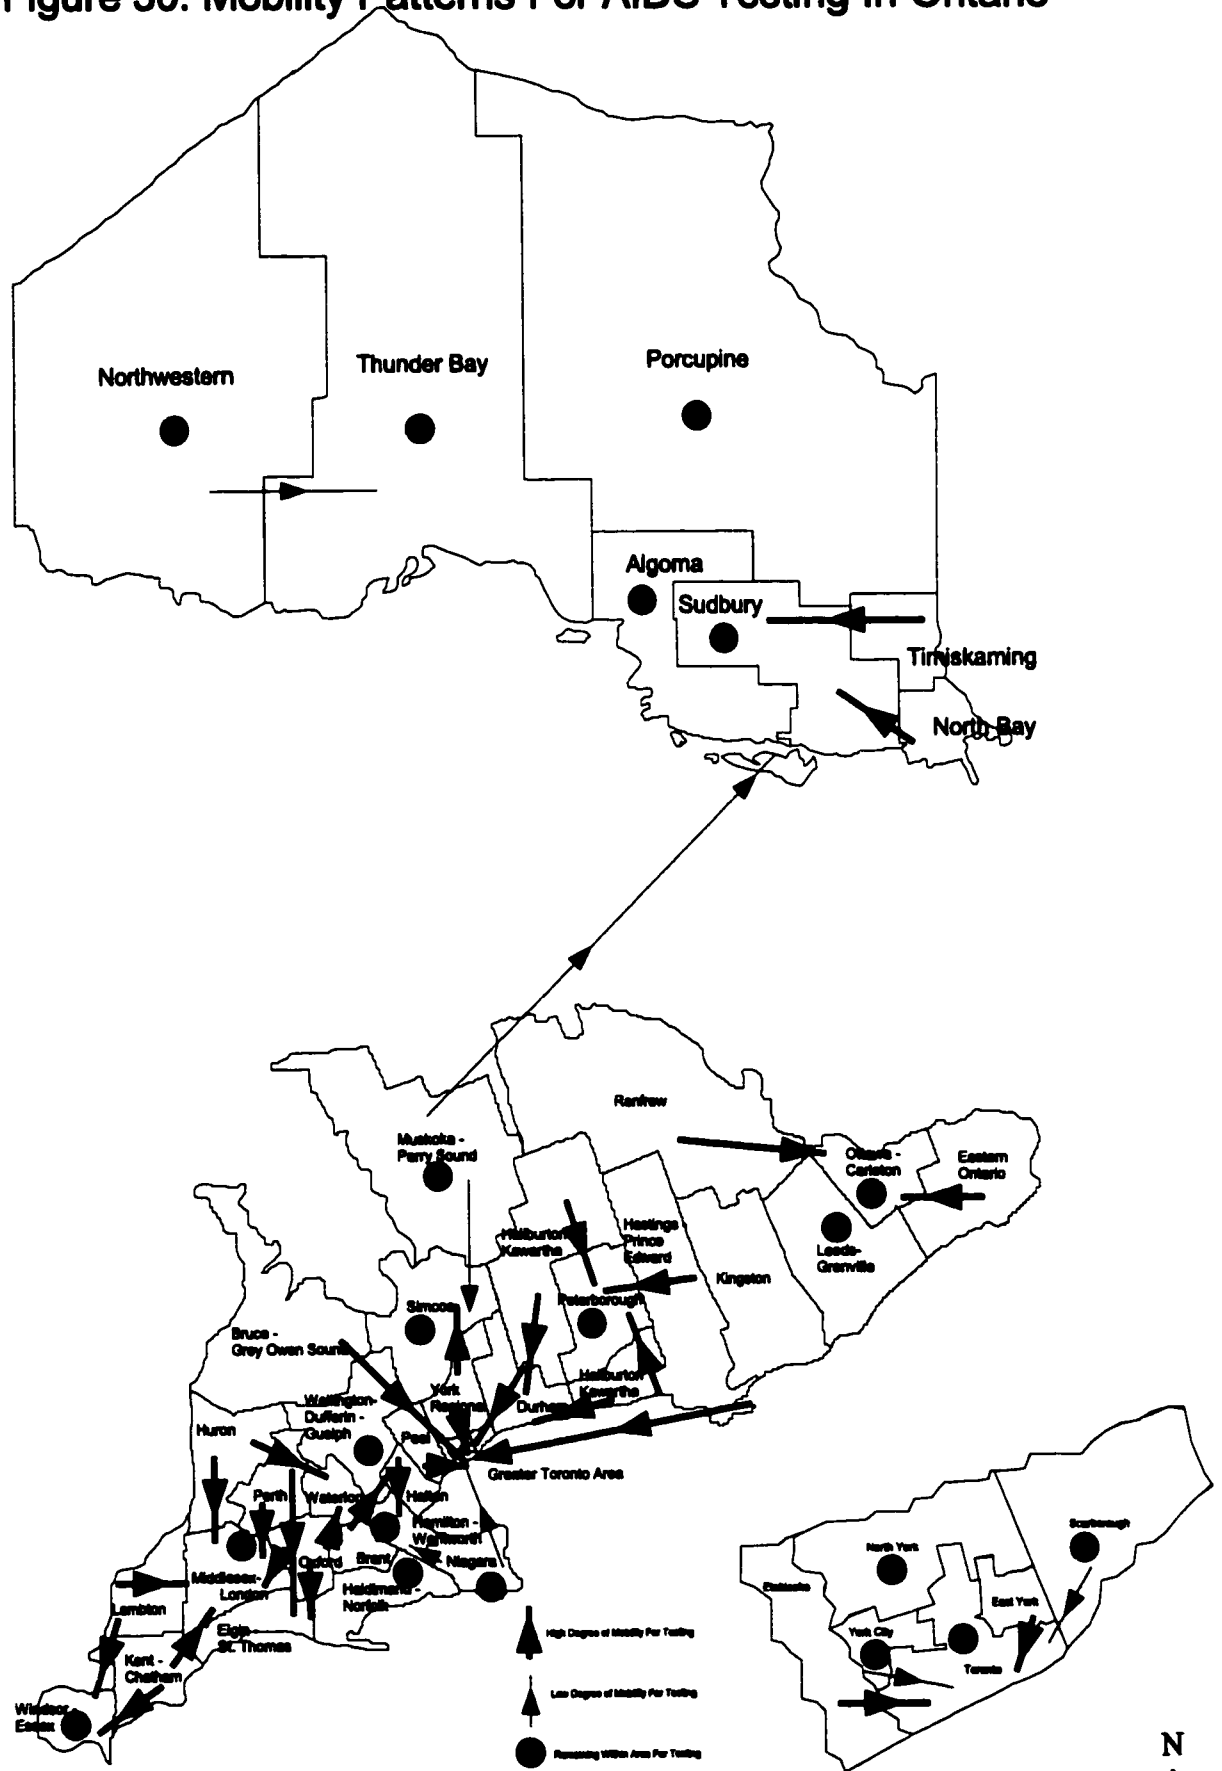 Figure 30: Mobility Patterns For AIDS Testing In Ontario
Northwestern
Thunder Bay
Porcupine
Algoma
Sudbury
Timiskaming
North Bay
Renfrew
Muskoka -
Parry Sound
Ottawa -
Carleton
Eastern
Ontario
Haliburton
Kawartha
Hastings
Prince
Edward
Leeds-
Grenville
Kingston
Simcoe
Peterborough
Bruce -
Grey Owen Sound
Haliburton
Kawartha
York
Regional
Durham
Wellington-
Dufferin -
Guelph
Huron
Peel
Greater Toronto Area
Perth
Waterloo
Halton
Hamilton -
Wentworth
Oxford
Brant
Niagara
Middlesex-
London
Haldimand -
Norfolk
Lambton
Elgin -
St. Thomas
Kent -
Chatham
Windsor -
Essex
High Degree of Mobility For Testing
Low Degree of Mobility For Testing
Remaining Within Area For Testing
Scarborough
North York
Etobicoke
East York
York City
Toronto
N